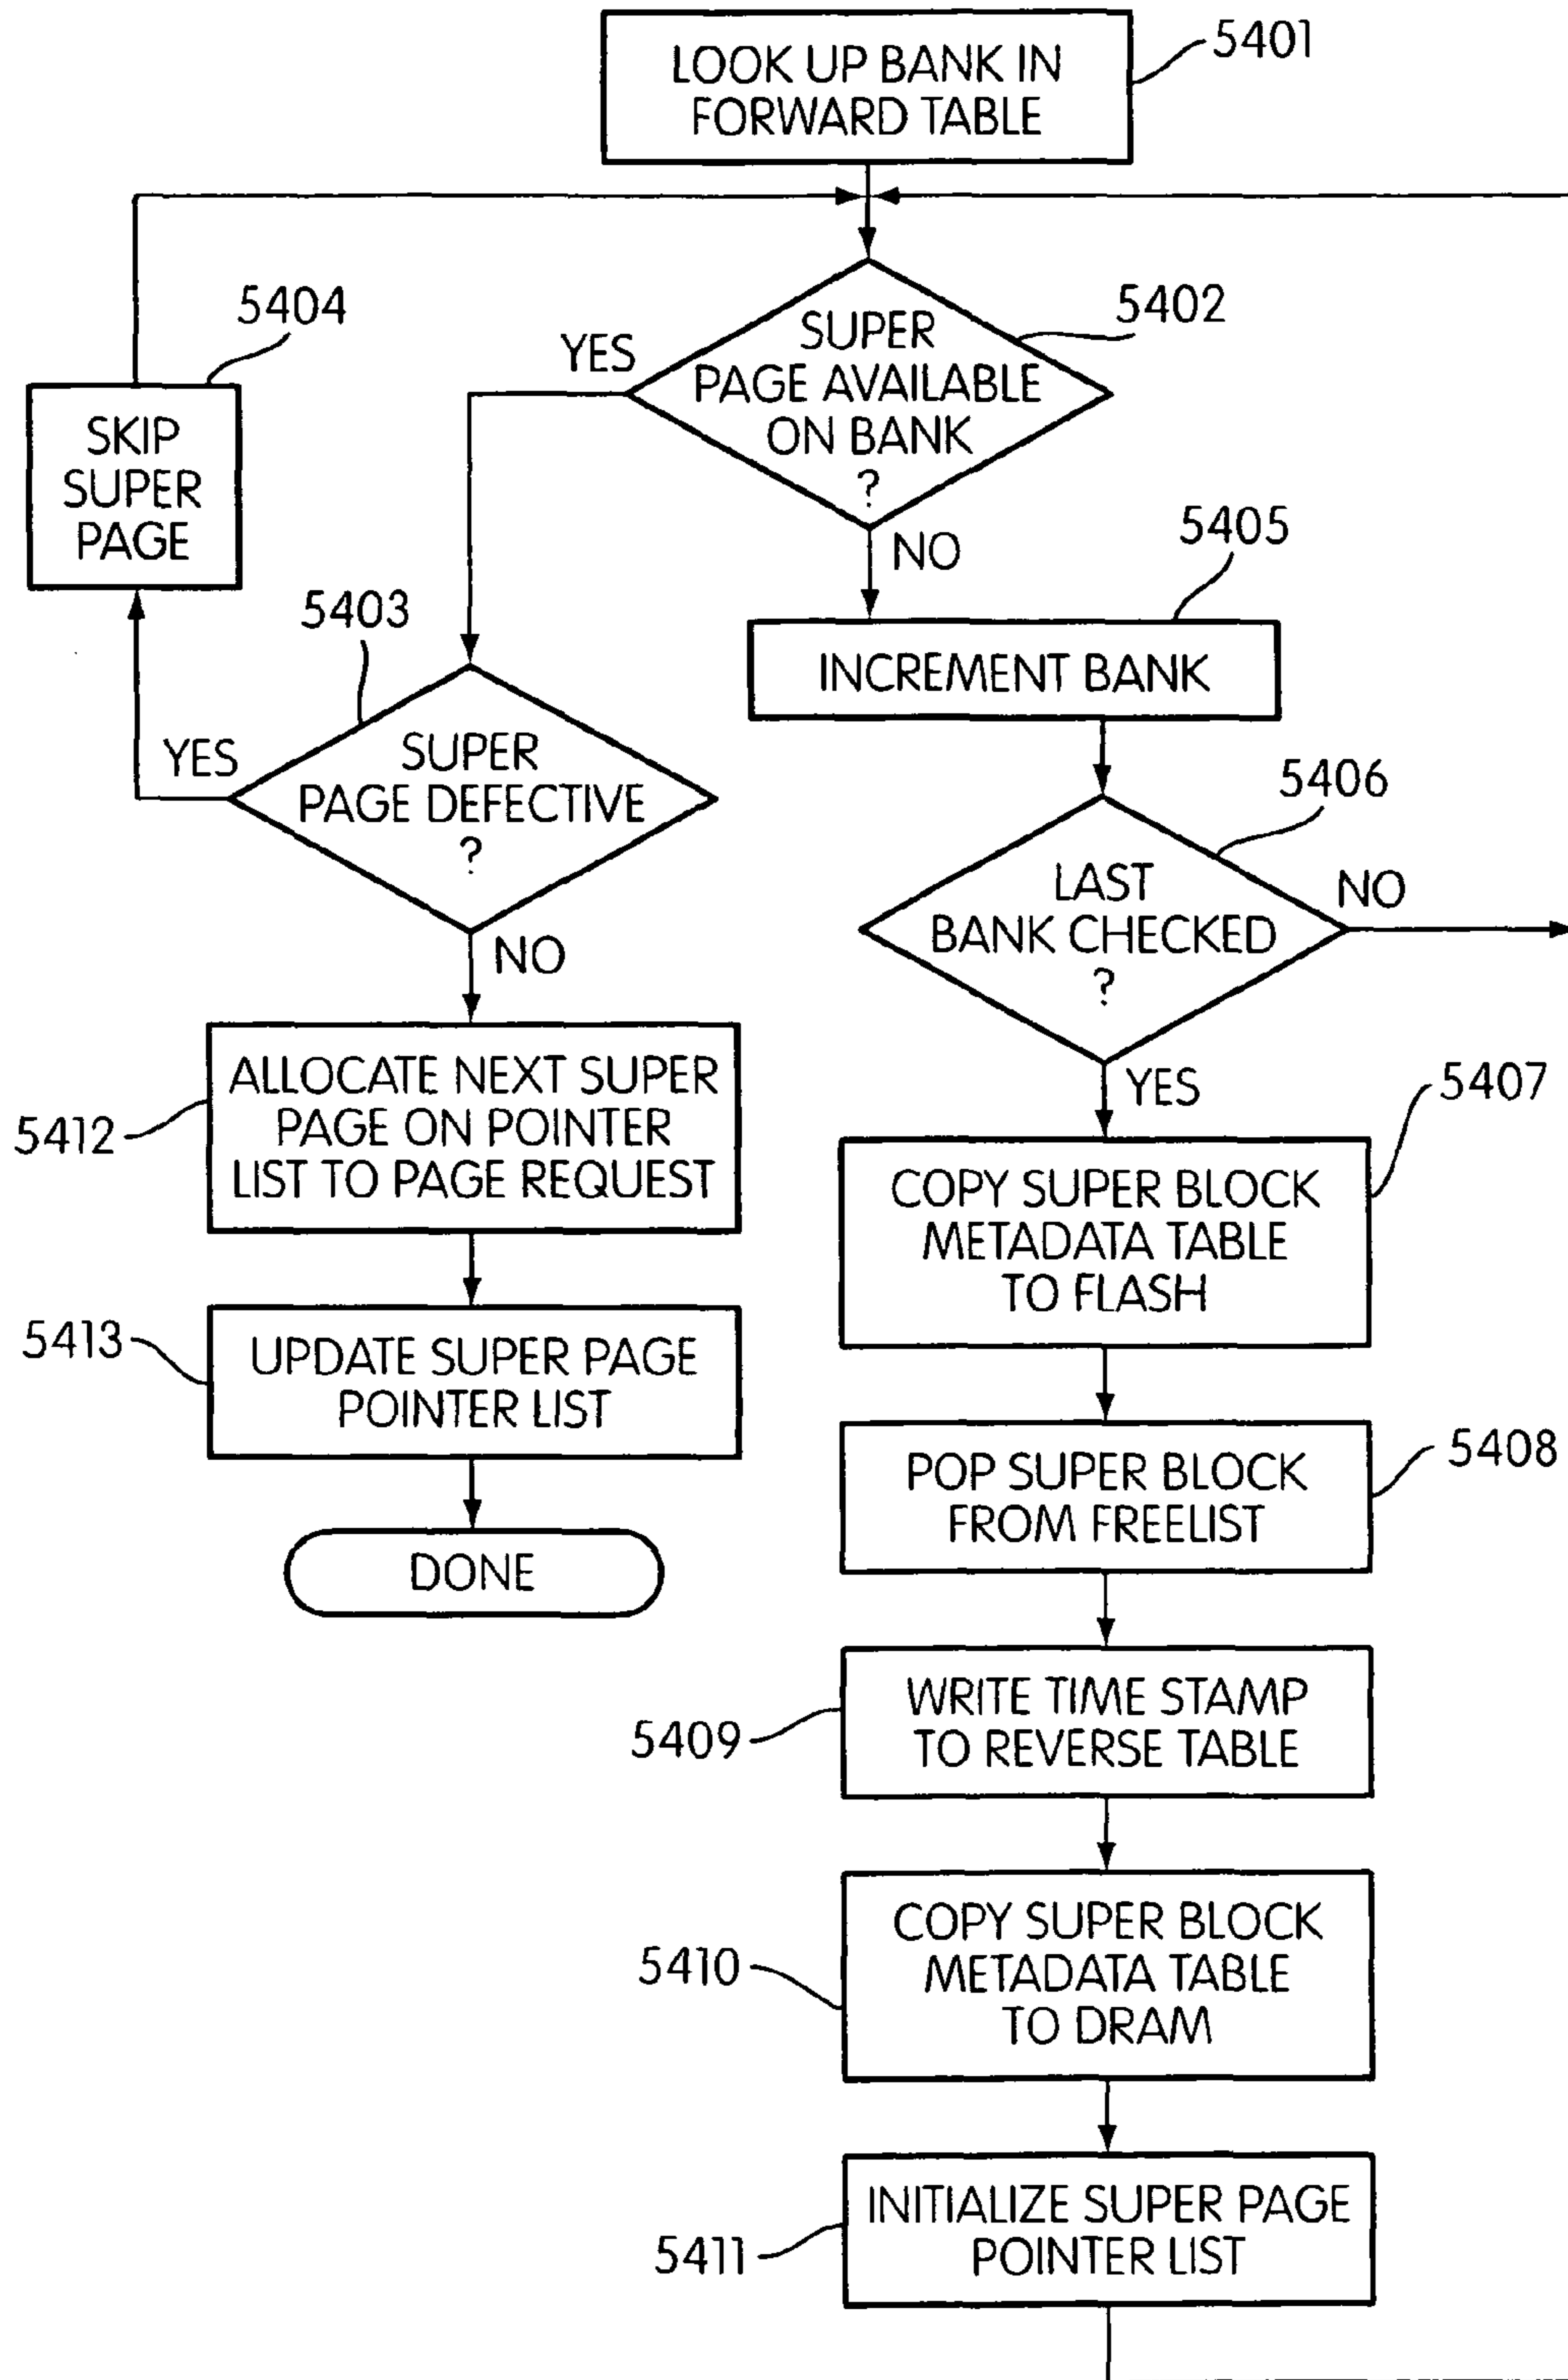 LOOK UP BANK IN
FORWARD TABLE
5401
5404
SKIP
SUPER
PAGE
YES
SUPER
PAGE AVAILABLE
ON BANK
?
5402
NO
5405
INCREMENT BANK
5403
YES
SUPER
PAGE DEFECTIVE
?
NO
5406
LAST
BANK CHECKED
?
NO
YES
5412
ALLOCATE NEXT SUPER
PAGE ON POINTER
LIST TO PAGE REQUEST
5413
UPDATE SUPER PAGE
POINTER LIST
DONE
5407
COPY SUPER BLOCK
METADATA TABLE
TO FLASH
5408
POP SUPER BLOCK
FROM FREELIST
5409
WRITE TIME STAMP
TO REVERSE TABLE
5410
COPY SUPER BLOCK
METADATA TABLE
TO DRAM
5411
INITIALIZE SUPER PAGE
POINTER LIST